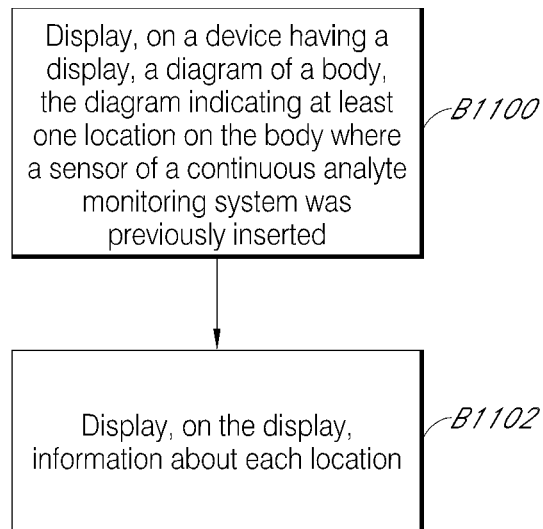 Display, on a device having a
display, a diagram of a body,
the diagram indicating at least
one location on the body where
a sensor of a continuous analyte
monitoring system was
previously inserted
B1100
Display, on the display,
information about each location
B1102